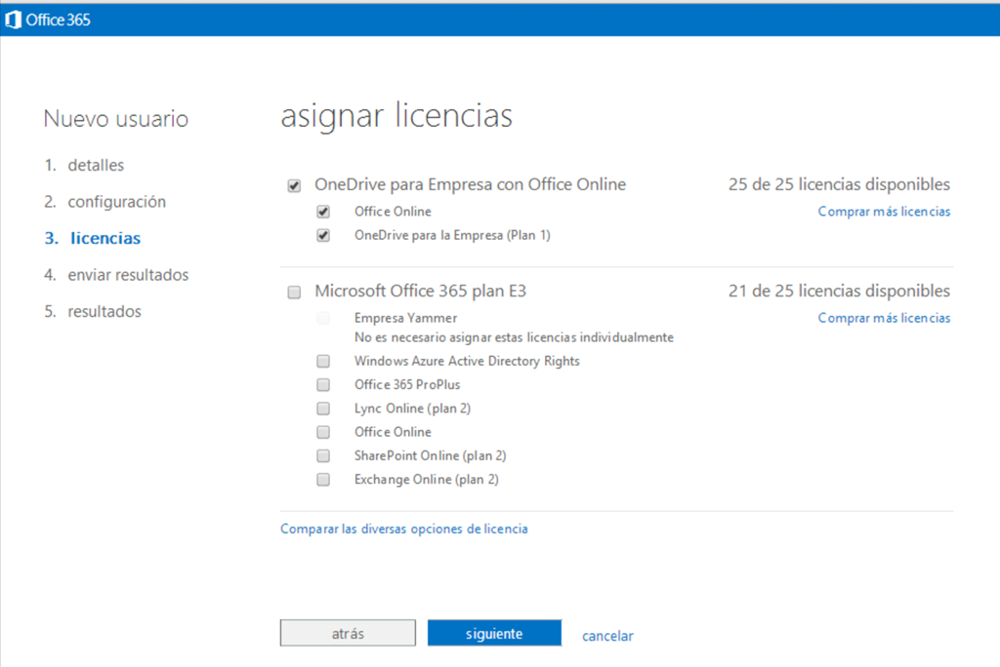 Office 365
Nuevo usuario
1. detalles
2. configuración
3. licencias
4. enviar resultados
5. resultados
asignar licencias
OneDrive para Empresa con Office Online 25 de 25 licencias disponibles
Office Online Comprar más licencias
OneDrive para la Empresa (Plan 1)
Microsoft Office 365 plan E3 21 de 25 licencias disponibles
Empresa Yammer Comprar más licencias
No es necesario asignar estas licencias individualmente
Windows Azure Active Directory Rights
Office 365 ProPlus
Lync Online (plan 2)
Office Online
SharePoint Online (plan 2)
Exchange Online (plan 2)
Comparar las diversas opciones de licencia
atrás siguiente cancelar